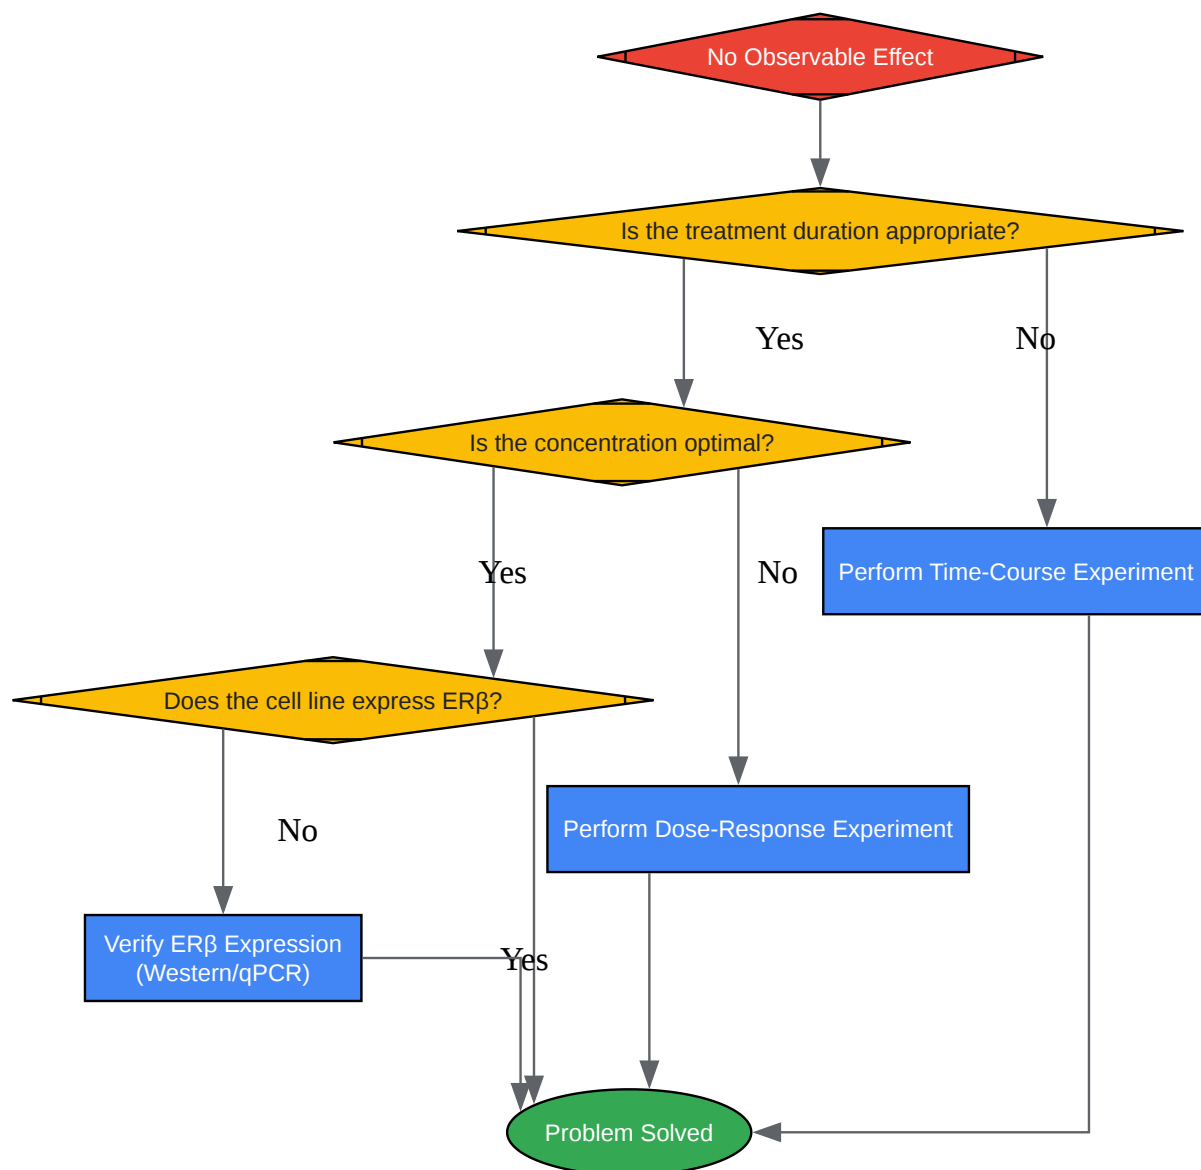 No Observable Effect
Is the treatment duration appropriate?
Yes
No
Is the concentration optimal?
Yes
No
Perform Time-Course Experiment
Does the cell line express ERβ?
No
Perform Dose-Response Experiment
Verify ERβ Expression
(Western/qPCR)
Yes
Problem Solved